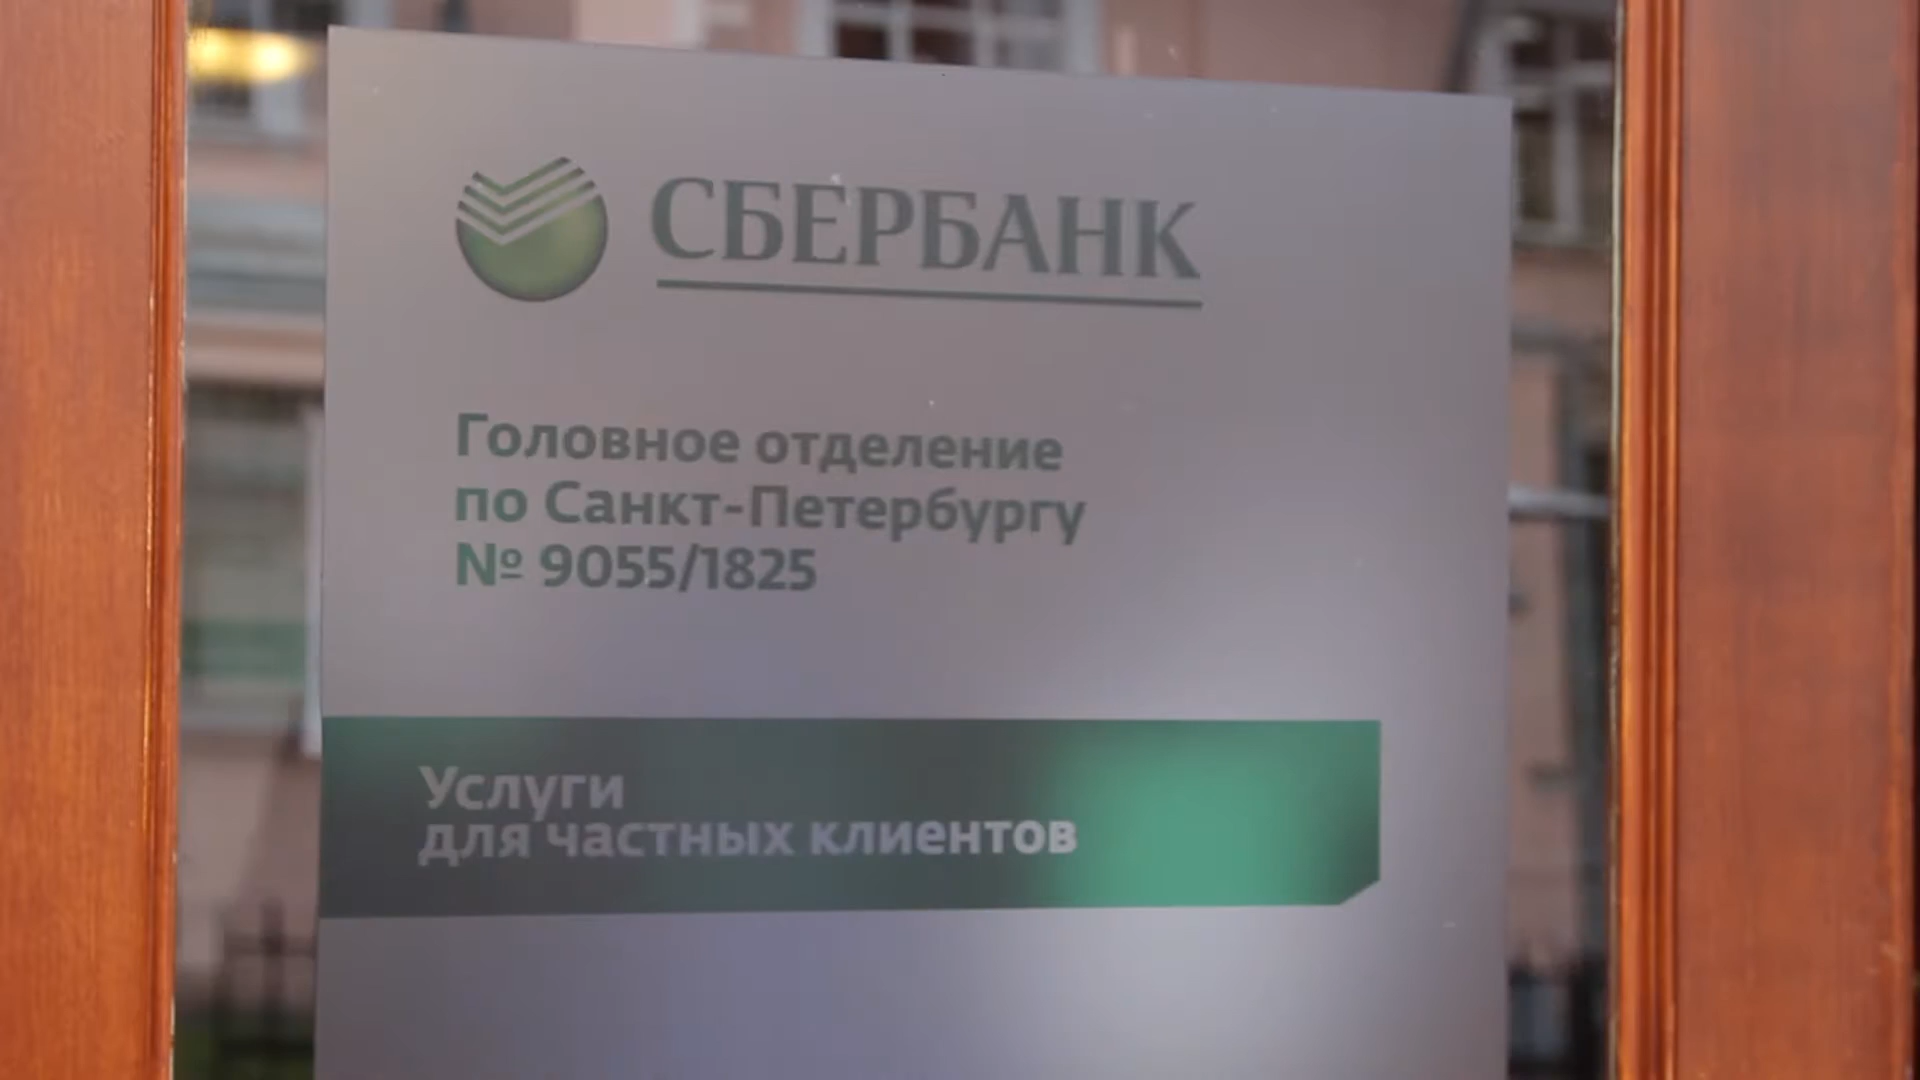 СБЕРБАНК
Головное отделение
по Санкт-Петербургу
№ 9055/1825
Услуги
для частных клиентов